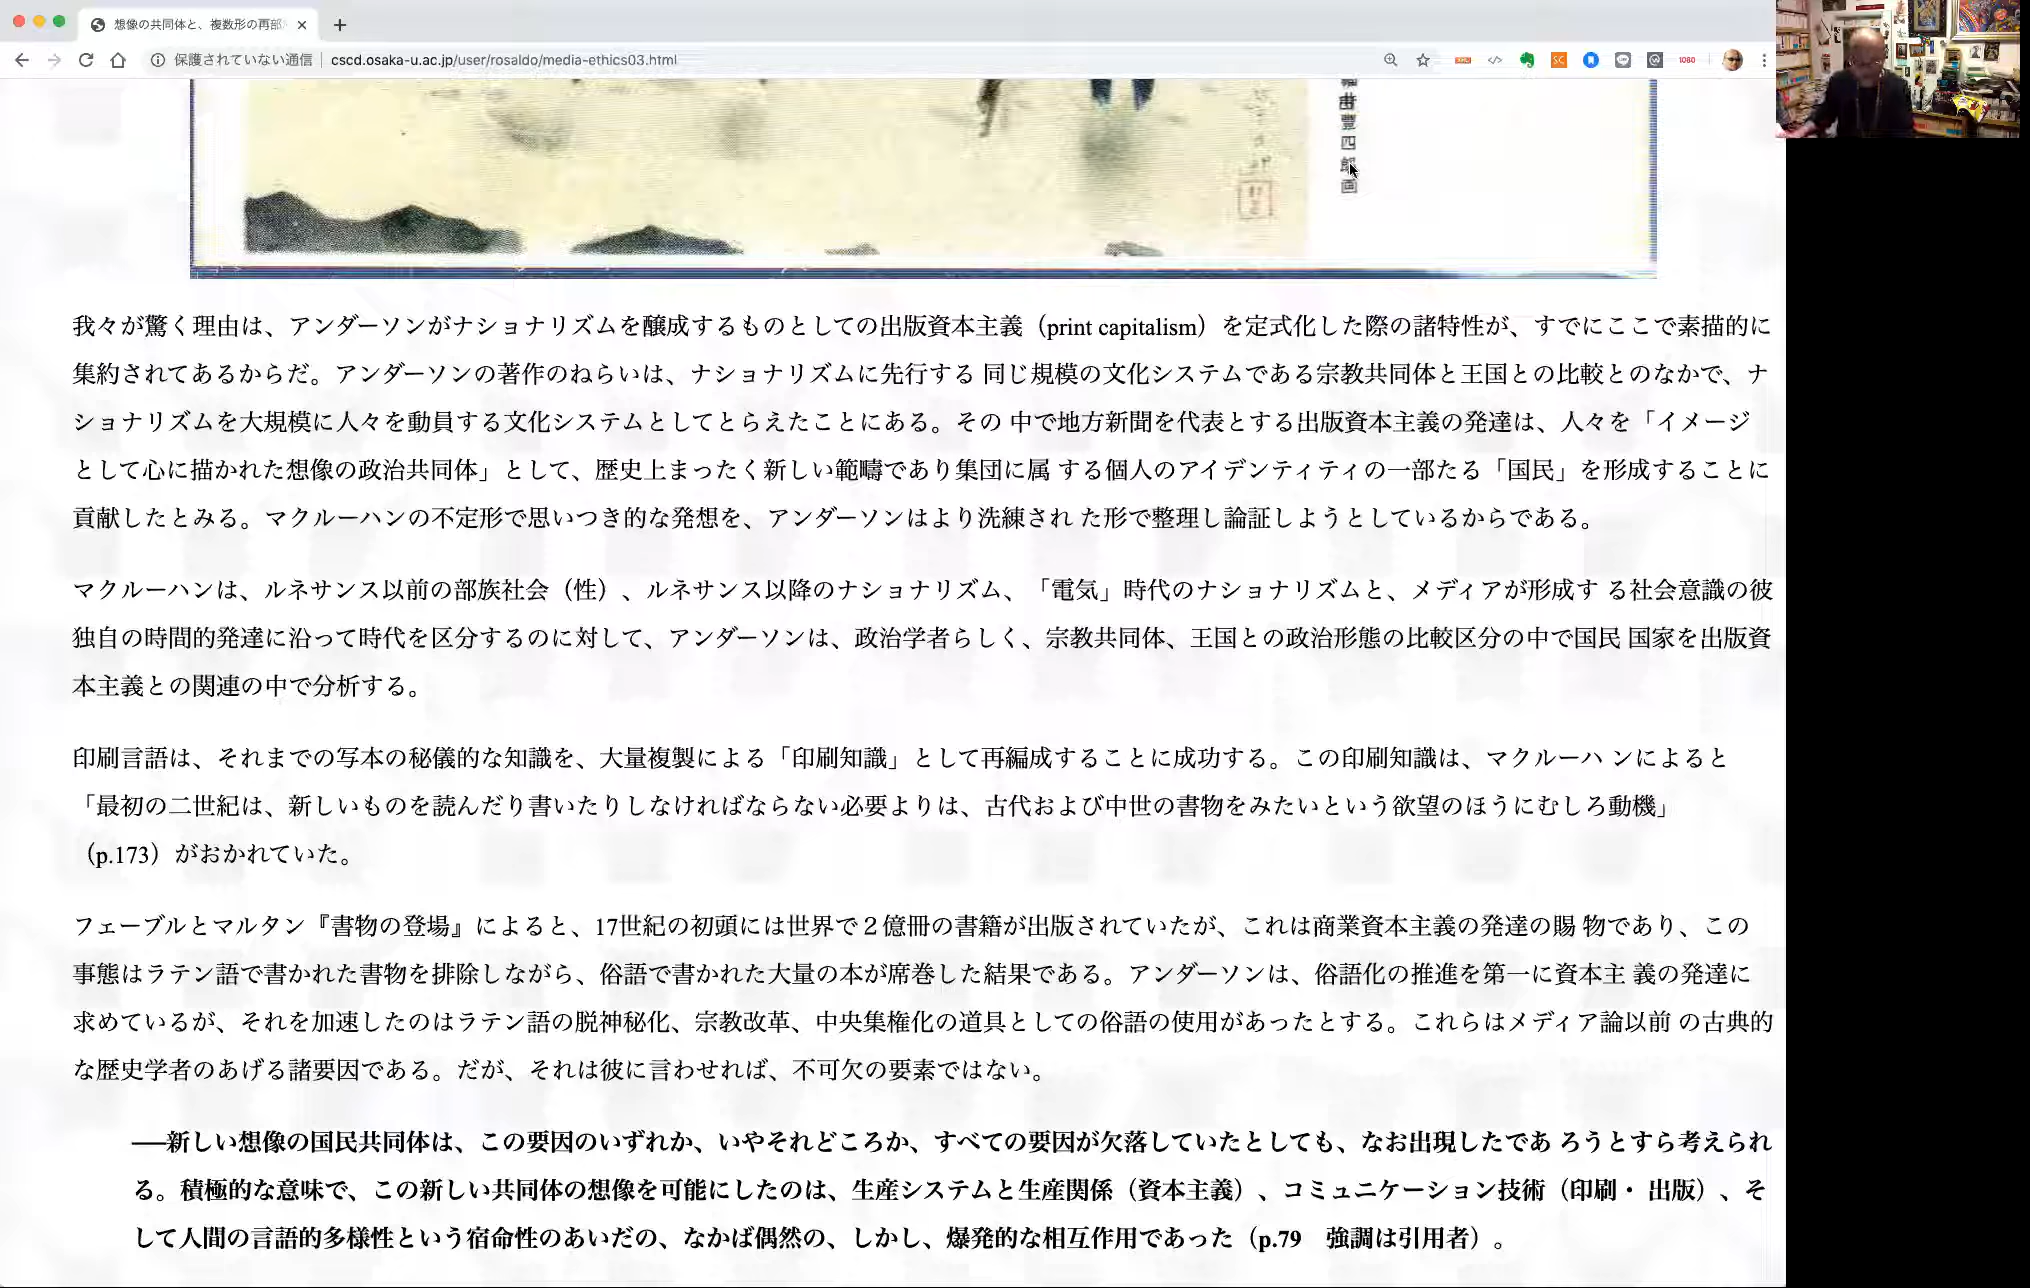 想像の共同体と、複数形の再部
保護されていない通信
cscd.osaka-u.ac.jp/user/rosaldo/media-ethics03.html
SC
1080
豊四郎画
我々が驚く理由は、アンダーソンがナショナリズムを醸成するものとしての出版資本主義（print capitalism）を定式化した際の諸特性が、すでにここで素描的に
集約されてあるからだ。アンダーソンの著作のねらいは、ナショナリズムに先行する 同じ規模の文化システムである宗教共同体と王国との比較とのなかで、ナ
ショナリズムを大規模に人々を動員する文化システムとしてとらえたことにある。その 中で地方新聞を代表とする出版資本主義の発達は、人々を「イメージ
として心に描かれた想像の政治共同体」として、歴史上まったく新しい範疇であり集団に属 する個人のアイデンティティの一部たる「国民」を形成することに
貢献したとみる。マクルーハンの不定形で思いつき的な発想を、アンダーソンはより洗練され た形で整理し論証しようとしているからである。
マクルーハンは、ルネサンス以前の部族社会（性）、ルネサンス以降のナショナリズム、「電気」時代のナショナリズムと、メディアが形成す る社会意識の彼
独自の時間的発達に沿って時代を区分するのに対して、アンダーソンは、政治学者らしく、宗教共同体、王国との政治形態の比較区分の中で国民 国家を出版資
本主義との関連の中で分析する。
印刷言語は、それまでの写本の秘儀的な知識を、大量複製による「印刷知識」として再編成することに成功する。この印刷知識は、マクルーハ ンによると
「最初の二世紀は、新しいものを読んだり書いたりしなければならない必要よりは、古代および中世の書物をみたいという欲望のほうにむしろ動機」
（p.173）がおかれていた。
フェーブルとマルタン『書物の登場』によると、17世紀の初頭には世界で２億冊の書籍が出版されていたが、これは商業資本主義の発達の賜 物であり、この
事態はラテン語で書かれた書物を排除しながら、俗語で書かれた大量の本が席巻した結果である。アンダーソンは、俗語化の推進を第一に資本主 義の発達に
求めているが、それを加速したのはラテン語の脱神秘化、宗教改革、中央集権化の道具としての俗語の使用があったとする。これらはメディア論以前 の古典的
な歴史学者のあげる諸要因である。だが、それは彼に言わせれば、不可欠の要素ではない。
──新しい想像の国民共同体は、この要因のいずれか、いやそれどころか、すべての要因が欠落していたとしても、なお出現したであ ろうとすら考えられ
る。積極的な意味で、この新しい共同体の想像を可能にしたのは、生産システムと生産関係（資本主義）、コミュニケーション技術（印刷・ 出版）、そ
して人間の言語的多様性という宿命性のあいだの、なかば偶然の、しかし、爆発的な相互作用であった（p.79　強調は引用者）。